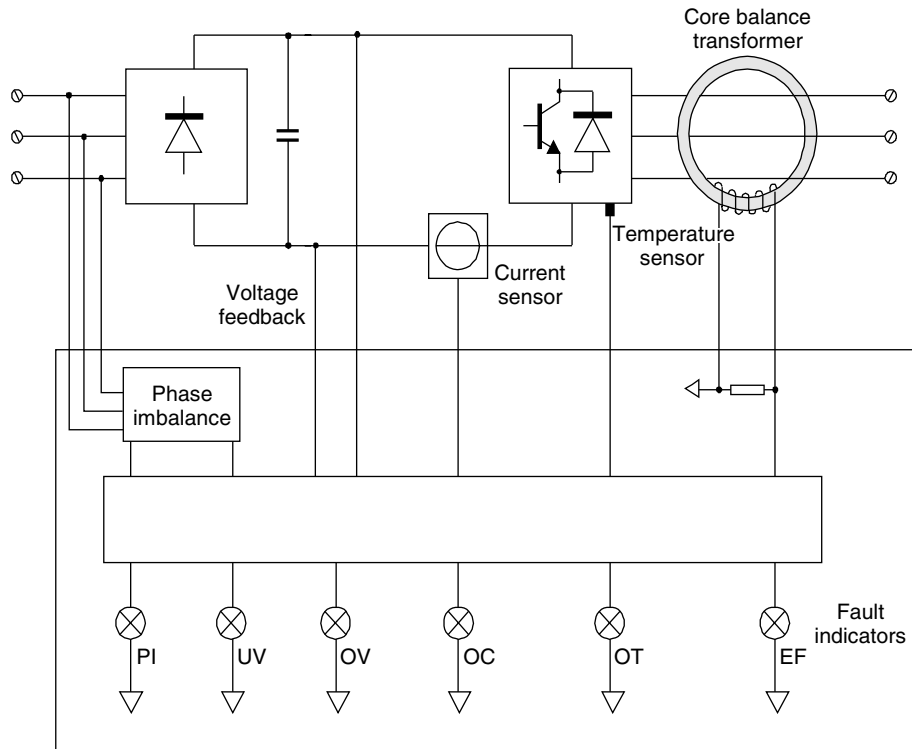 Core balance
transformer
Temperature
sensor
Current
sensor
Voltage
feedback
Phase
imbalance
Fault
indicators
PI
UV
OV
OC
OT
EF